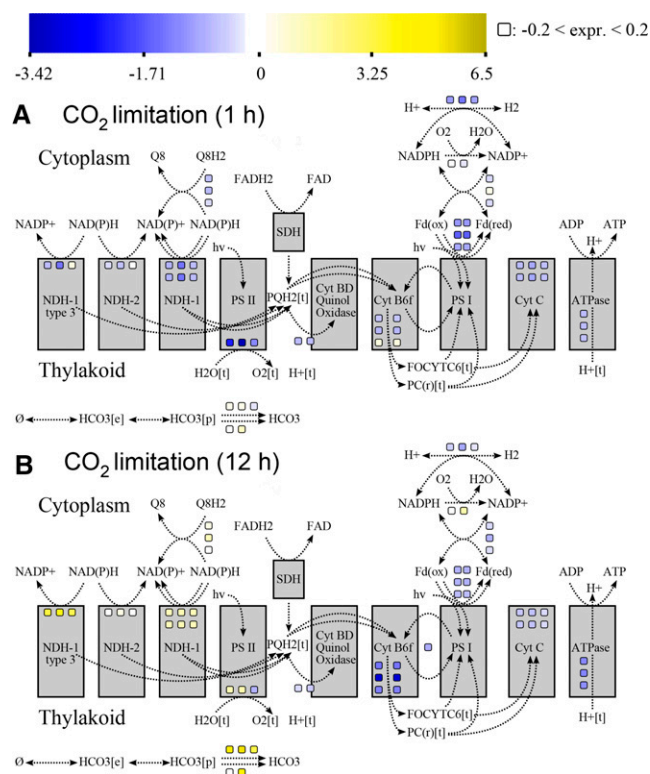 -3.42 -1.71 0 3.25 6.5 : -0.2 < expr. < 0.2
A CO2 limitation (1 h)
H+ H2
O2 H2O
NADPH NADP+
Cytoplasm
Q8 Q8H2
FADH2 FAD
NADP+ NAD(P)H NAD(P)+ NAD(P)H
Fd(ox) Fd(red)
ADP ATP
SDH
hv
hv
H+
NDH-1 type 3
NDH-2
NDH-1
PS II
PQH2[t]
Cyt BD Quinol Oxidase
Cyt B6f
PS I
Cyt C
ATPase
Thylakoid
H2O[t] O2[t] H+[t]
FOCYTC6[t]
PC(r)[t]
H+[t]
Ø HCO3[e] HCO3[p] HCO3
B CO2 limitation (12 h)
H+ H2
O2 H2O
NADPH NADP+
Cytoplasm
Q8 Q8H2
FADH2 FAD
NADP+ NAD(P)H NAD(P)+ NAD(P)H
Fd(ox) Fd(red)
ADP ATP
SDH
hv
hv
H+
NDH-1 type 3
NDH-2
NDH-1
PS II
PQH2[t]
Cyt BD Quinol Oxidase
Cyt B6f
PS I
Cyt C
ATPase
Thylakoid
H2O[t] O2[t] H+[t]
FOCYTC6[t]
PC(r)[t]
H+[t]
Ø HCO3[e] HCO3[p] HCO3